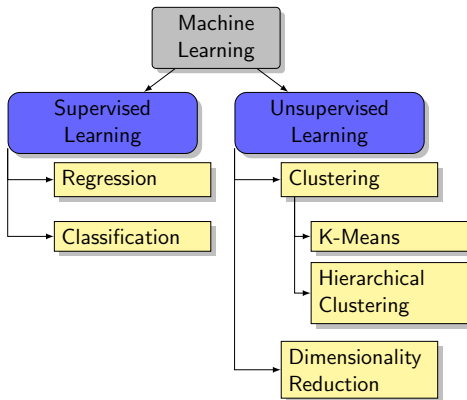 Machine
Learning
Supervised
Learning
Unsupervised
Learning
Regression
Clustering
Classification
K-Means
Hierarchical
Clustering
Dimensionality
Reduction